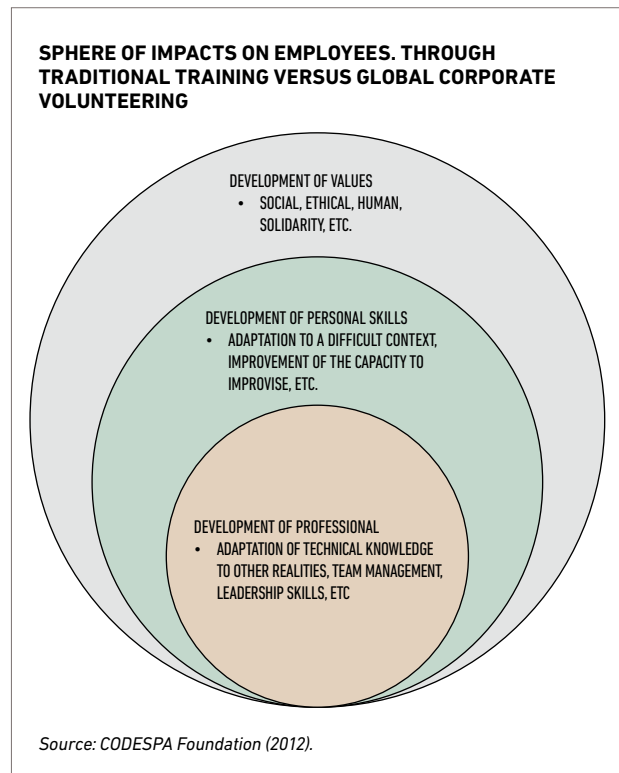 SPHERE OF IMPACTS ON EMPLOYEES. THROUGH
TRADITIONAL TRAINING VERSUS GLOBAL CORPORATE
VOLUNTEERING
DEVELOPMENT OF VALUES
• SOCIAL, ETHICAL, HUMAN,
SOLIDARITY, ETC.
DEVELOPMENT OF PERSONAL SKILLS
• ADAPTATION TO A DIFFICULT CONTEXT,
IMPROVEMENT OF THE CAPACITY TO
IMPROVISE, ETC.
DEVELOPMENT OF PROFESSIONAL
• ADAPTATION OF TECHNICAL KNOWLEDGE
TO OTHER REALITIES, TEAM MANAGEMENT,
LEADERSHIP SKILLS, ETC
Source: CODESPA Foundation (2012).